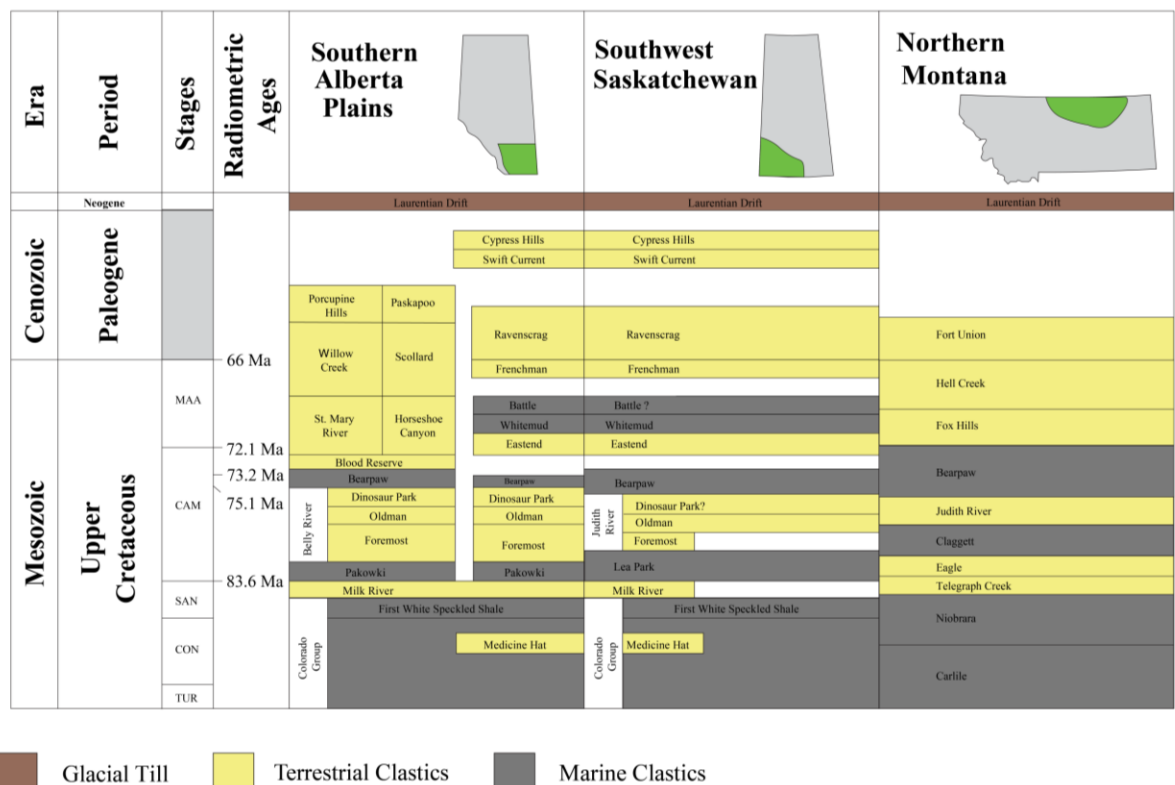 Era
Period
Stages
Radiometric
Ages
Southern
Alberta
Plains
Southwest
Saskatchewan
Northern
Montana
Neogene
Laurentian Drift
Laurentian Drift
Laurentian Drift
Cenozoic
Paleogene
Cypress Hills
Cypress Hills
Swift Current
Swift Current
Porcupine
Hills
Paskapoo
Ravenscrag
Ravenscrag
Fort Union
Willow
Creek
Scollard
66 Ma
Frenchman
Frenchman
Hell Creek
Mesozoic
Upper
Cretaceous
MAA
Battle
Battle ?
St. Mary
River
Horseshoe
Canyon
Whitemud
Whitemud
Fox Hills
Eastend
Eastend
72.1 Ma
Blood Reserve
73.2 Ma
Bearpaw
Bearpaw
Bearpaw
Bearpaw
75.1 Ma
CAM
Belly River
Dinosaur Park
Dinosaur Park
Judith
River
Dinosaur Park?
Judith River
Oldman
Oldman
Oldman
Foremost
Foremost
Foremost
Claggett
Pakowki
Pakowki
Lea Park
Eagle
83.6 Ma
Milk River
Milk River
Telegraph Creek
SAN
First White Speckled Shale
First White Speckled Shale
Niobrara
CON
Colorado
Group
Medicine Hat
Colorado
Group
Medicine Hat
Carlile
TUR
Glacial Till
Terrestrial Clastics
Marine Clastics